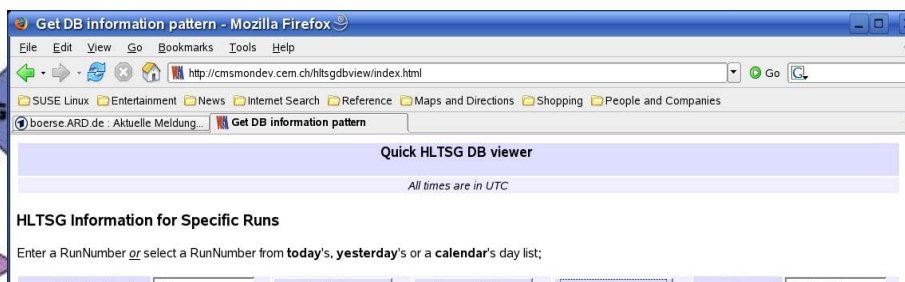 Get DB information pattern - Mozilla Firefox
File Edit View Go Bookmarks Tools Help
http://cmsmondev.cern.ch/hltsgdbview/index.html Go G
SUSE Linux Entertainment News Internet Search Reference Maps and Directions Shopping People and Companies
boerse.ARD.de : Aktuelle Meldung... Get DB information pattern
Quick HLTSG DB viewer
All times are in UTC
HLTSG Information for Specific Runs
Enter a RunNumber or select a RunNumber from today's, yesterday's or a calendar's day list;